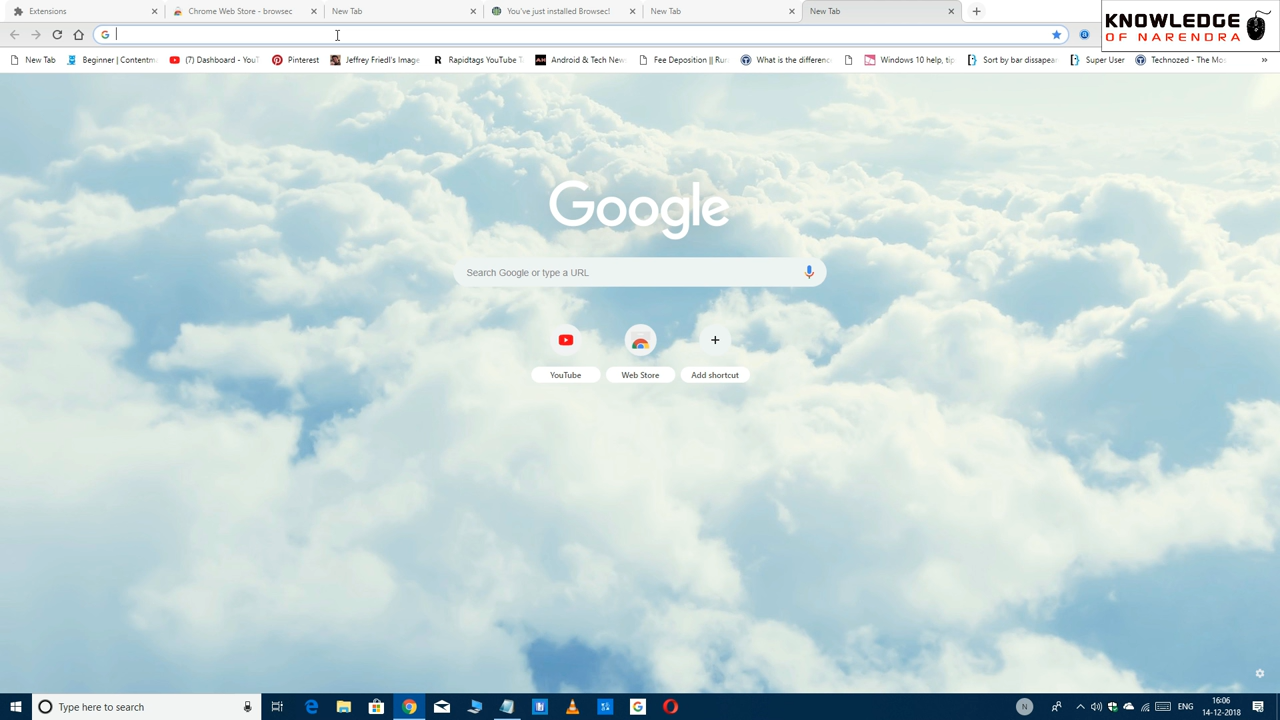 Extensions
Chrome Web Store - browsec
New Tab
You've just installed Browsec!
New Tab
New Tab
KNOWLEDGE
OF NARENDRA
New Tab
Beginner | Contentm
(7) Dashboard - YouT
Pinterest
Jeffrey Friedl's Image
Rapidtags YouTube T
Android & Tech New
Fee Deposition || Rur
What is the differenc
Windows 10 help, tip
Sort by bar dissapea
Super User
Technozed - The Mos
»
Google
Search Google or type a URL
YouTube
Web Store
Add shortcut
Type here to search
N
ENG
16:06
14-12-2018